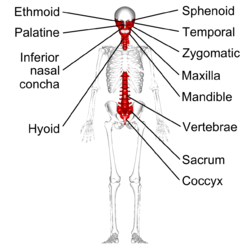 Ethmoid
Palatine
Inferior
nasal
concha
Hyoid
Sphenoid
Temporal
Zygomatic
Maxilla
Mandible
Vertebrae
Sacrum
Coccyx